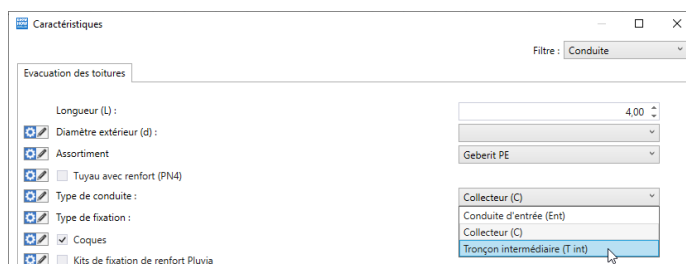 Caractéristiques
Filtre : Conduite
Evacuation des toitures
Longueur (L) : 4,00
Diamètre extérieur (d) :
Assortiment Geberit PE
Tuyau avec renfort (PN4)
Type de conduite : Collecteur (C)
Type de fixation : Conduite d'entrée (Ent)
Collecteur (C)
Coques Tronçon intermédiaire (T int)
Kits de fixation de renfort Pluvia